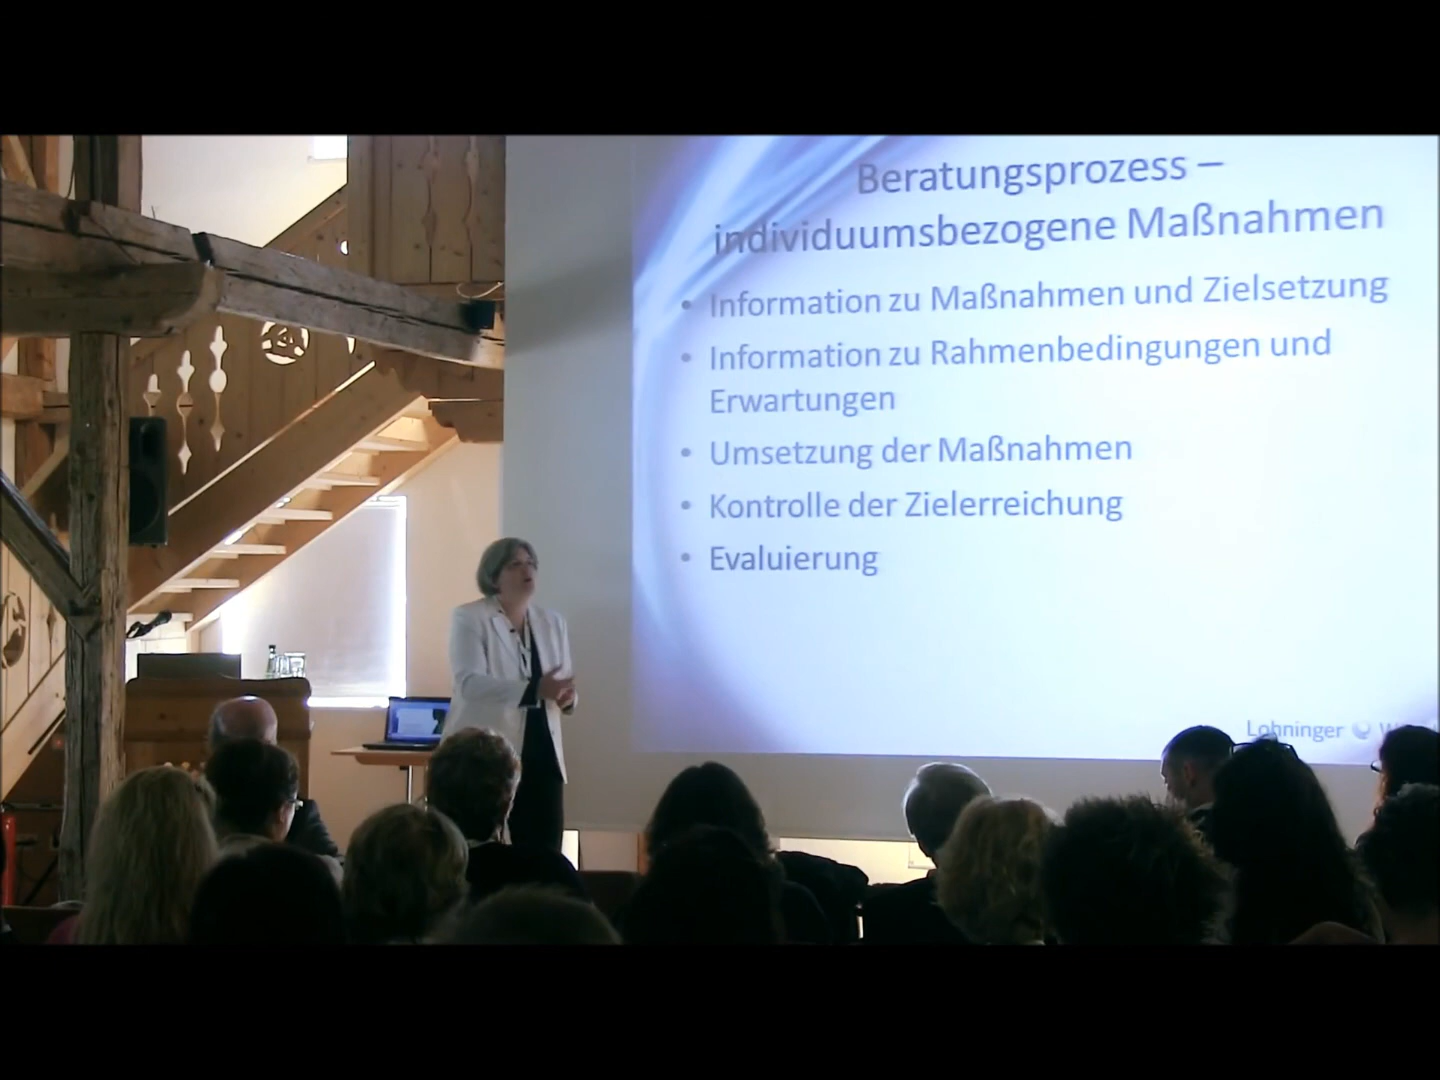 Beratungsprozess –
individuumsbezogene Maßnahmen
• Information zu Maßnahmen und Zielsetzung
• Information zu Rahmenbedingungen und
Erwartungen
• Umsetzung der Maßnahmen
• Kontrolle der Zielerreichung
• Evaluierung
Lohninger